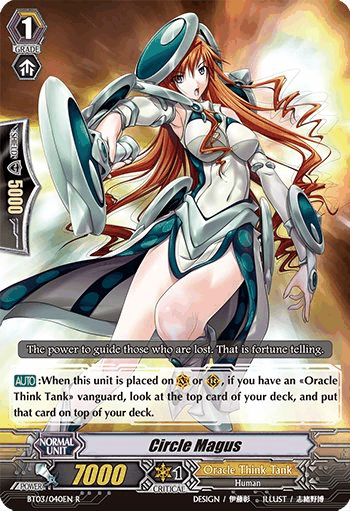 1
GRADE
SHIELD
5000
The power to guide those who are lost. That is fortune telling.
AUTO :When this unit is placed on or , if you have an «Oracle
Think Tank» vanguard, look at the top card of your deck, and put
that card on top of your deck.
NORMAL
UNIT
Circle Magus
POWER 7000 1 CRITICAL
Oracle Think Tank
Human
BT03/040EN R
DESIGN / 伊藤彰 ILLUST / 志緒野博